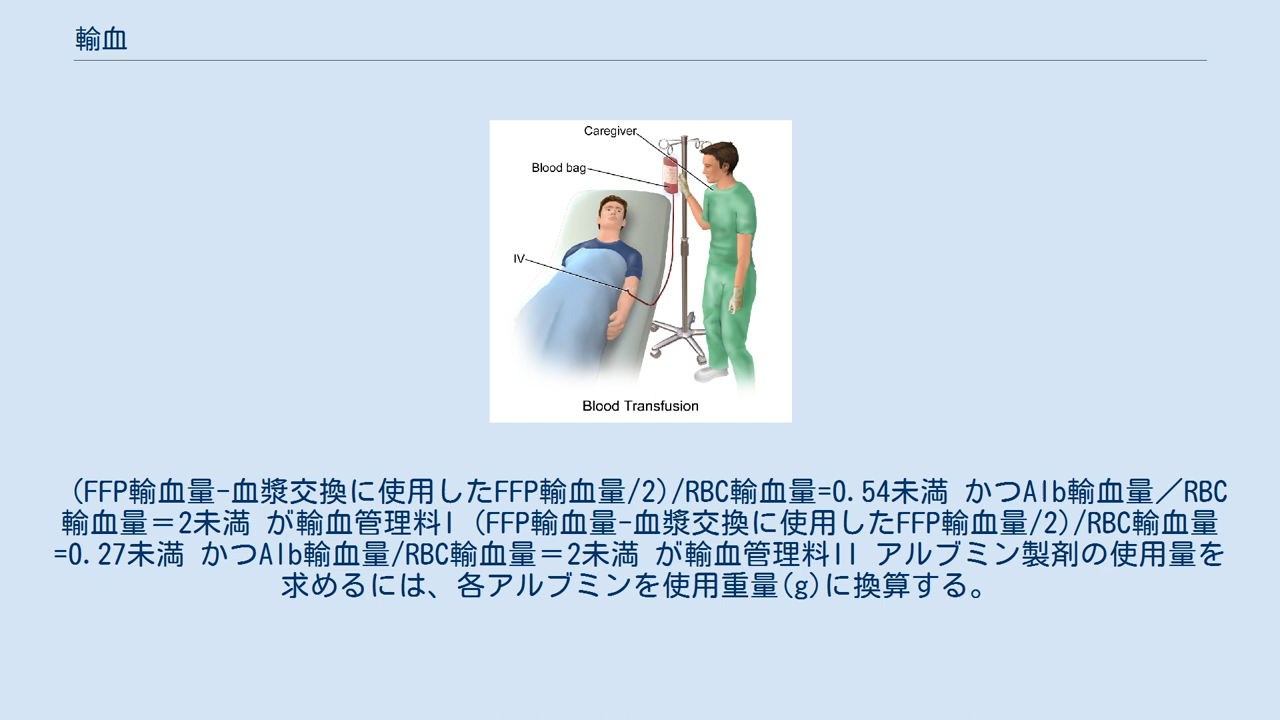 輸血
Caregiver
Blood bag
IV
Blood Transfusion
(FFP輸血量-血漿交換に使用したFFP輸血量/2)/RBC輸血量=0.54未満 かつAlb輸血量／RBC
輸血量＝2未満 が輸血管理料I (FFP輸血量-血漿交換に使用したFFP輸血量/2)/RBC輸血量
=0.27未満 かつAlb輸血量/RBC輸血量＝2未満 が輸血管理料II アルブミン製剤の使用量を
求めるには、各アルブミンを使用重量(g)に換算する。